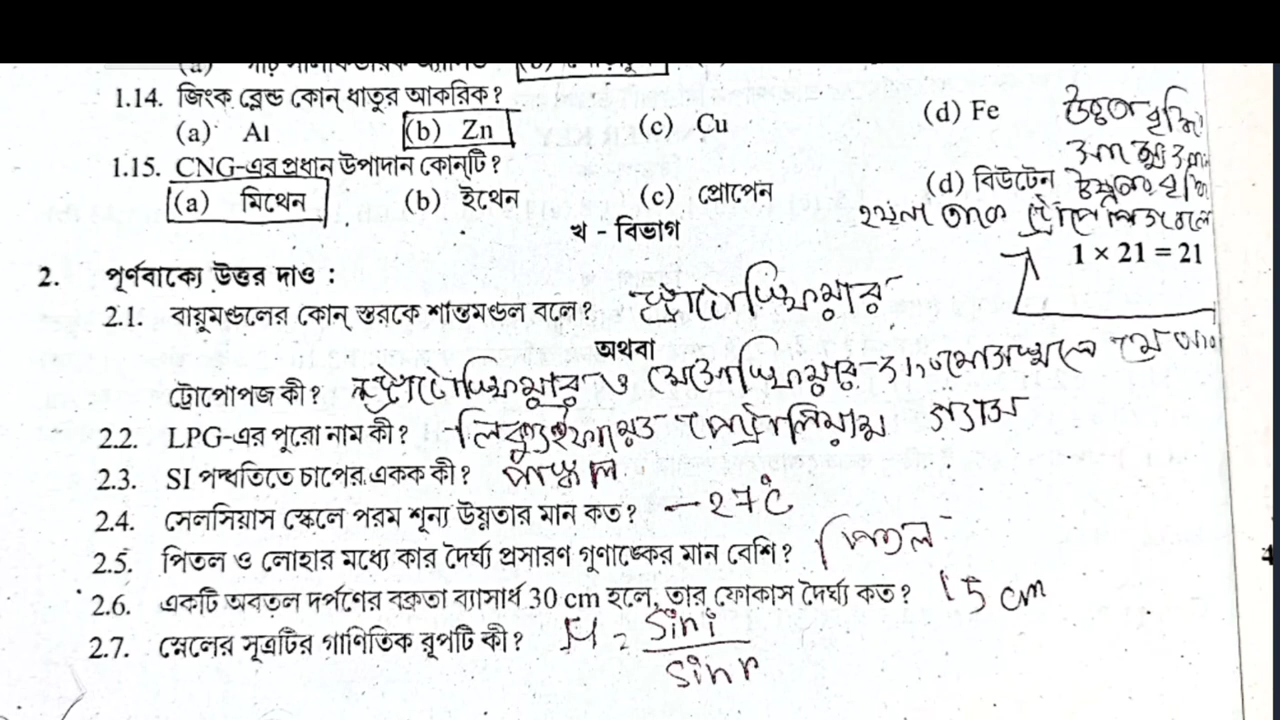 1.14. জিংক ব্লেন্ড কোন্ ধাতুর আকরিক?
(a) Al (b) Zn (c) Cu (d) Fe
1.15. CNG-এর প্রধান উপাদান কোন্‌টি?
(a) মিথেন (b) ইথেন (c) প্রোপেন (d) বিউটেন
খ - বিভাগ
1 × 21 = 21
2. পূর্ণবাক্যে উত্তর দাও :
2.1. বায়ুমণ্ডলের কোন্ স্তরকে শান্তমণ্ডল বলে? স্ট্রাটোস্ফিয়ার
অথবা
ট্রোপোপজ কী? স্ট্রাটোস্ফিয়ার ও মেসোস্ফিয়ার
2.2. LPG-এর পুরো নাম কী? লিক্যুইফায়েড পেট্রোলিয়াম গ্যাস
2.3. SI পদ্ধতিতে চাপের একক কী? পাস্কাল
2.4. সেলসিয়াস স্কেলে পরম শূন্য উষ্ণতার মান কত?
2.5. পিতল ও লোহার মধ্যে কার দৈর্ঘ্য প্রসারণ গুণাঙ্কের মান বেশি? পিতল
2.6. একটি অবতল দর্পণের বক্রতা ব্যাসার্ধ 30 cm হলে, তার ফোকাস দৈর্ঘ্য কত? 15 cm
2.7. স্নেলের সূত্রটির গাণিতিক রূপটি কী? μ = sin i
sin r